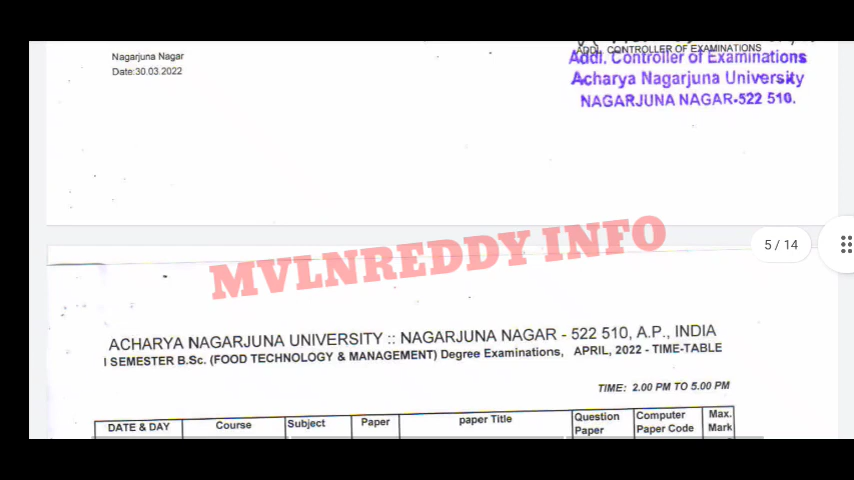 Nagarjuna Nagar
Date:30.03.2022
ADDL. CONTROLLER OF EXAMINATIONS
Addl. Controller of Examinations
Acharya Nagarjuna University
NAGARJUNA NAGAR-522 510.
MVLNREDDY INFO
5 / 14
ACHARYA NAGARJUNA UNIVERSITY :: NAGARJUNA NAGAR - 522 510, A.P., INDIA
I SEMESTER B.Sc. (FOOD TECHNOLOGY & MANAGEMENT) Degree Examinations, APRIL, 2022 - TIME-TABLE
TIME: 2.00 PM TO 5.00 PM
DATE & DAY Course Subject Paper paper Title Question Paper Computer Paper Code Max. Mark